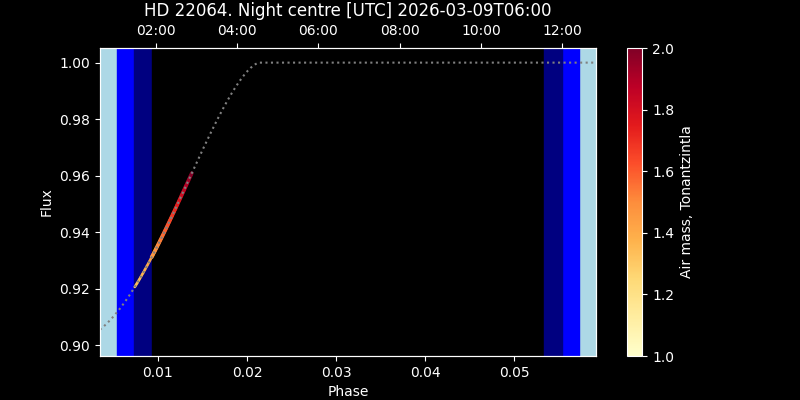 HD 22064. Night centre [UTC] 2026-03-09T06:00
02:00 04:00 06:00 08:00 10:00 12:00
1.00
0.98
0.96
0.94
0.92
0.90
Flux
0.01 0.02 0.03 0.04 0.05
Phase
2.0
1.8
1.6
1.4
1.2
1.0
Air mass, Tonantzintla